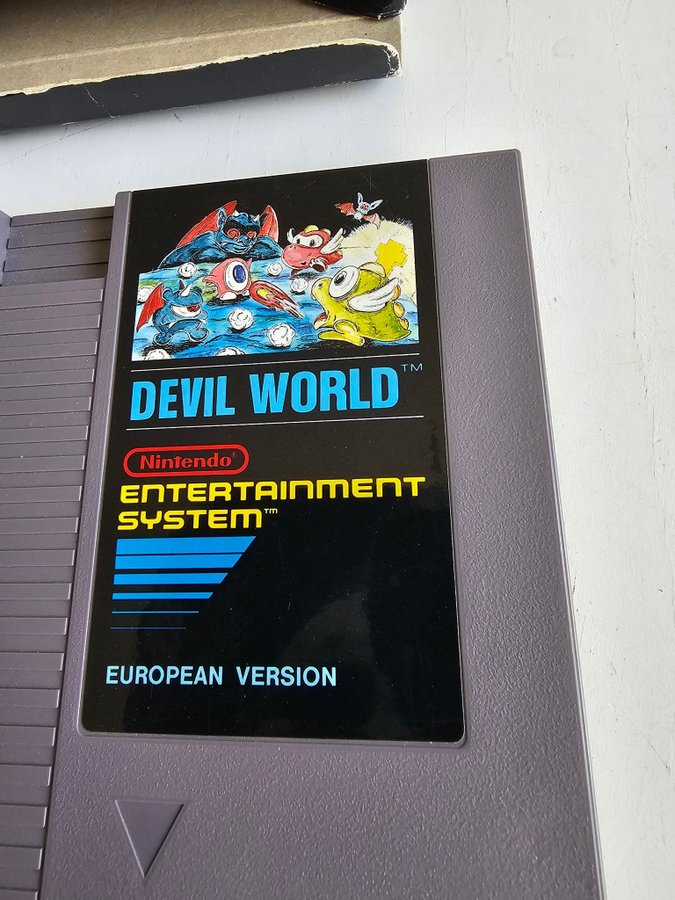 DEVIL WORLD™
Nintendo®
ENTERTAINMENT
SYSTEM™
EUROPEAN VERSION